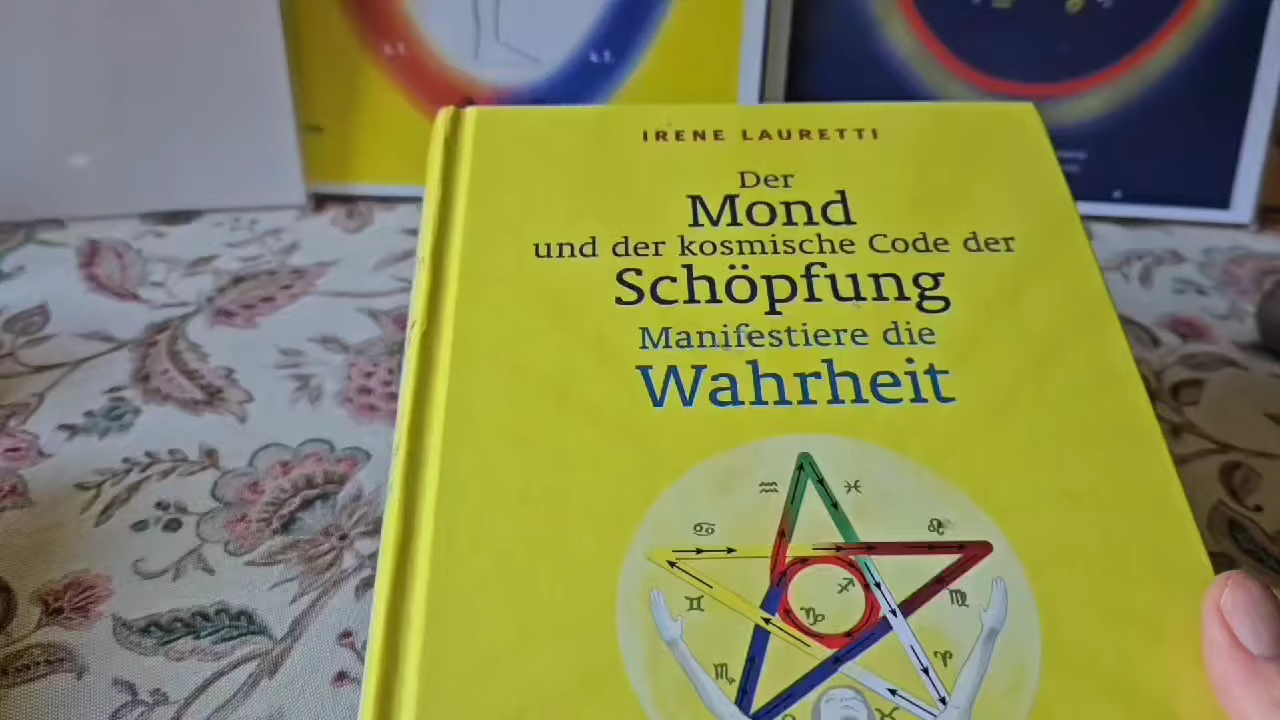 IRENE LAURETTI
Der
Mond
und der kosmische Code der
Schöpfung
Manifestiere die
Wahrheit